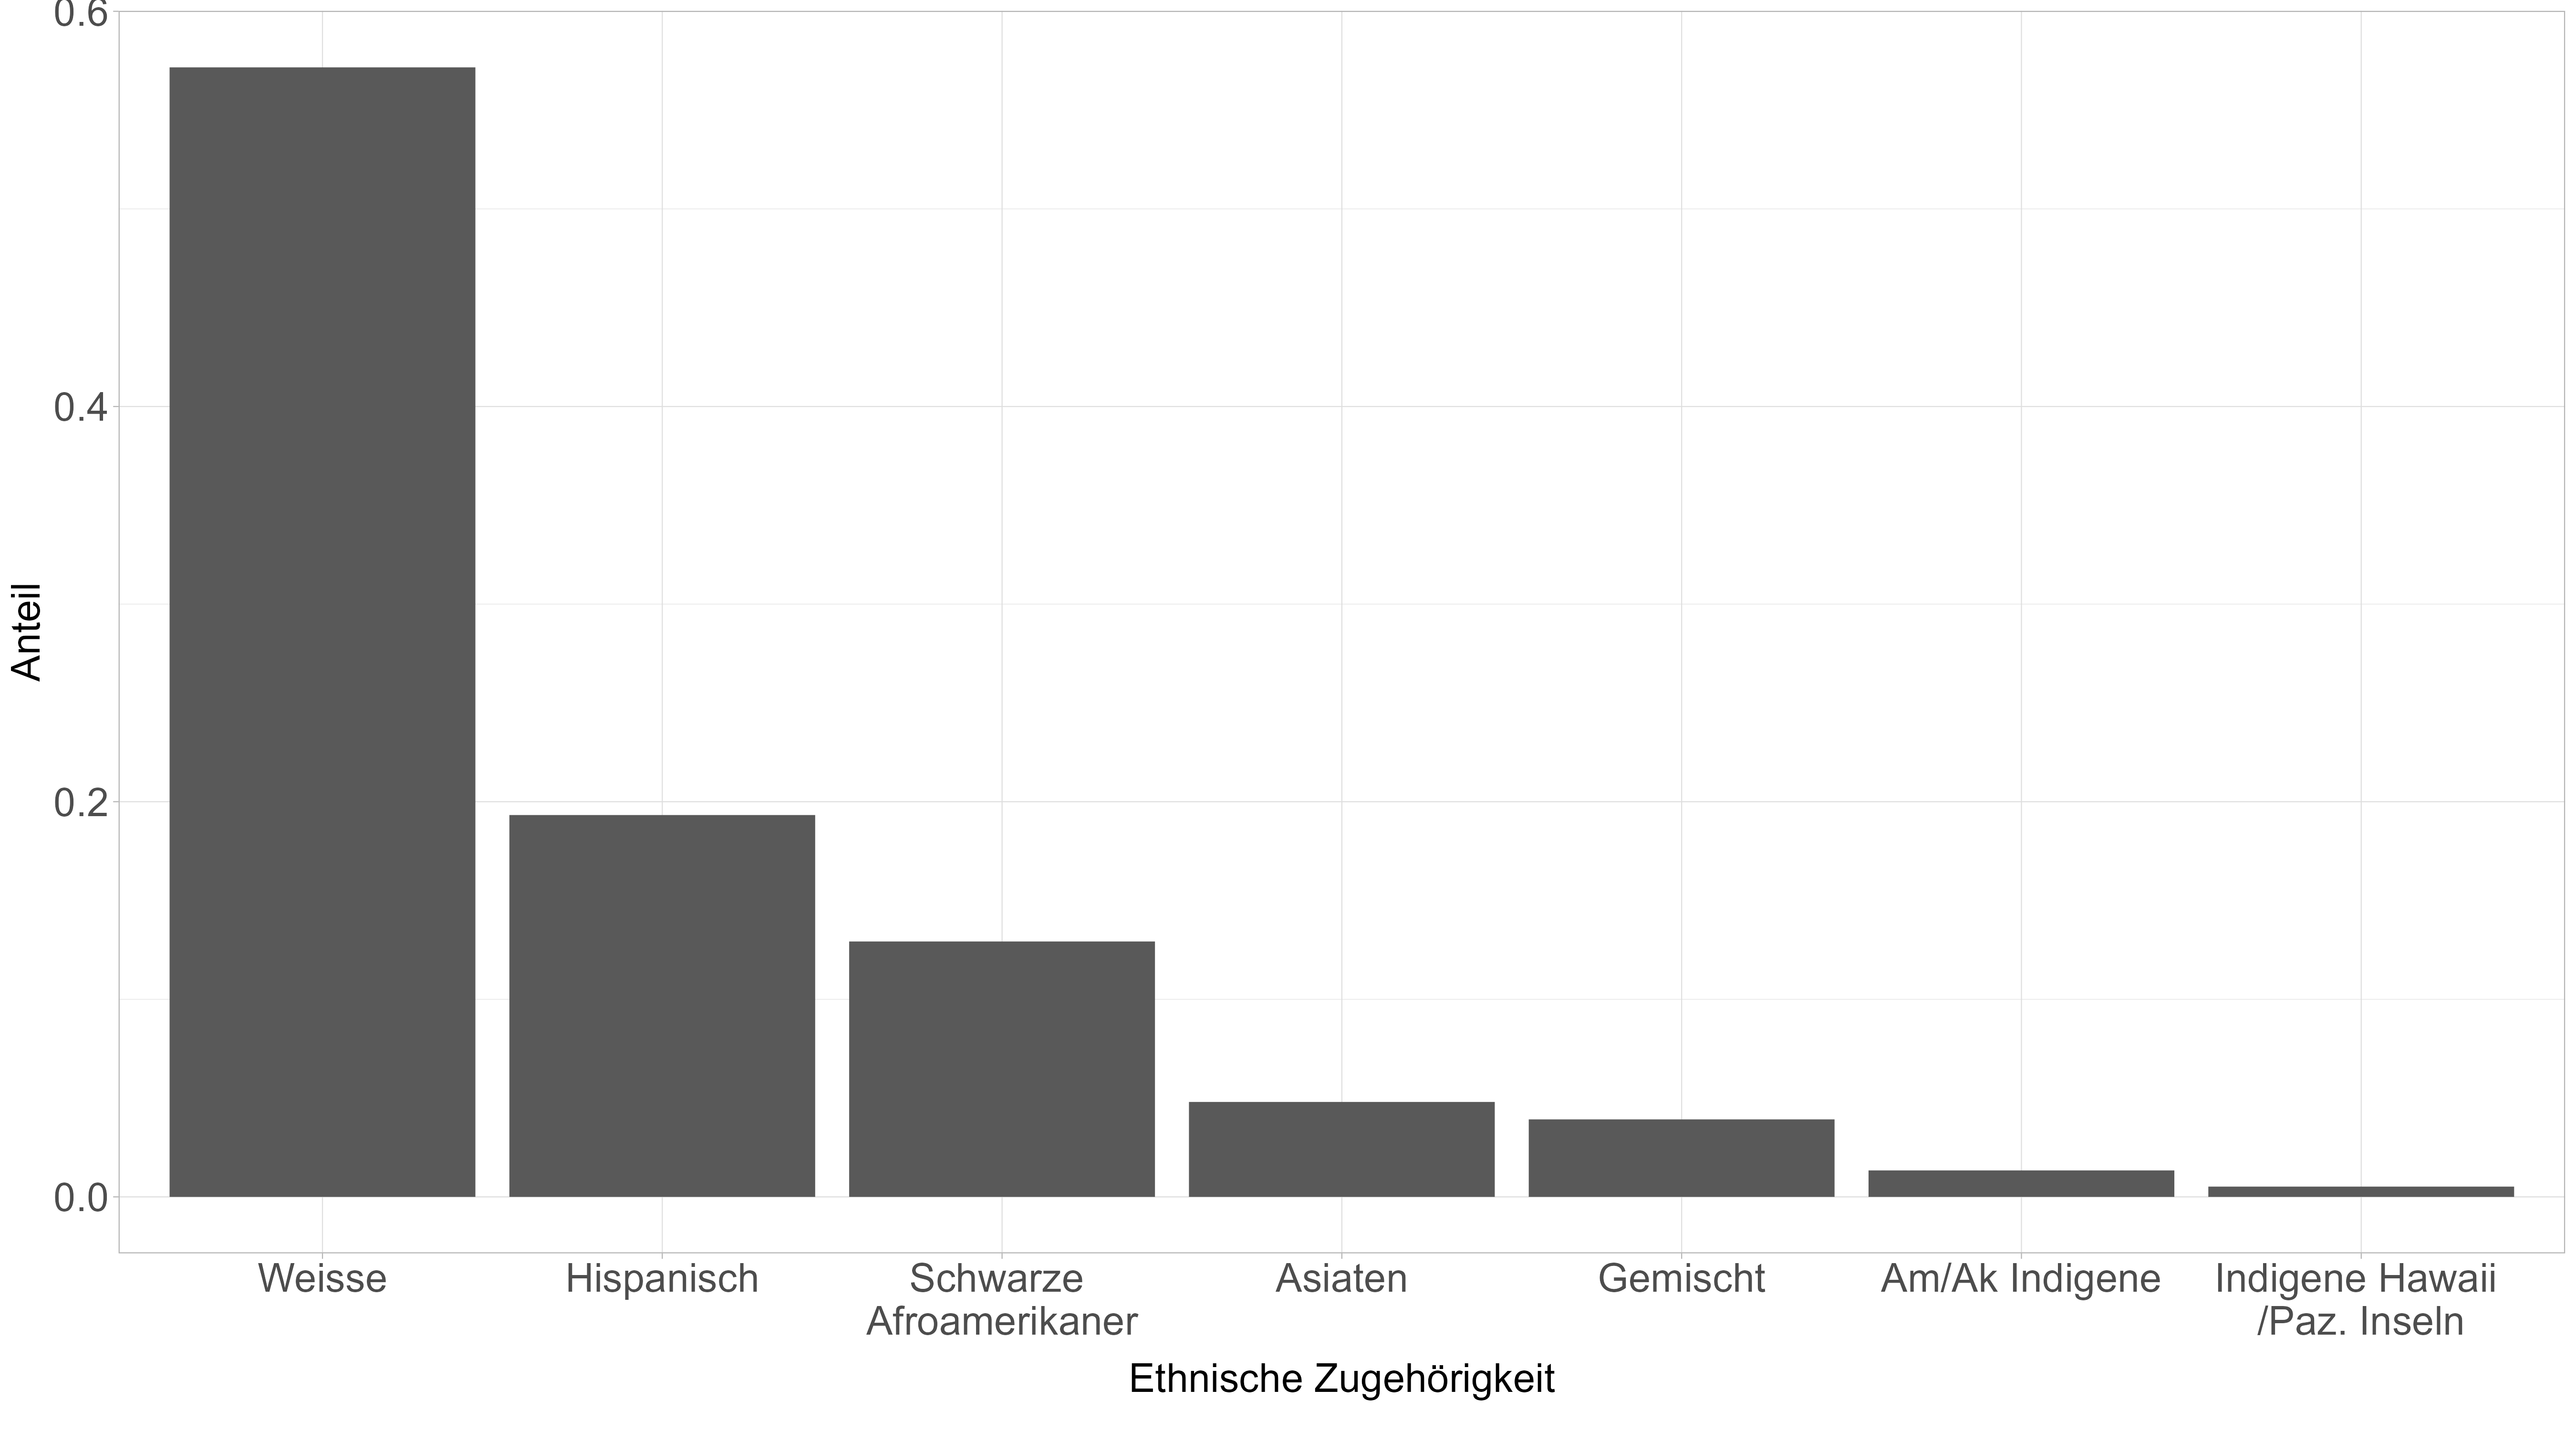 0.6
0.4
0.2
0.0
Anteil
Weisse
Hispanisch
Schwarze
Afroamerikaner
Asiaten
Gemischt
Am/Ak Indigene
Indigene Hawaii
/Paz. Inseln
Ethnische Zugehörigkeit